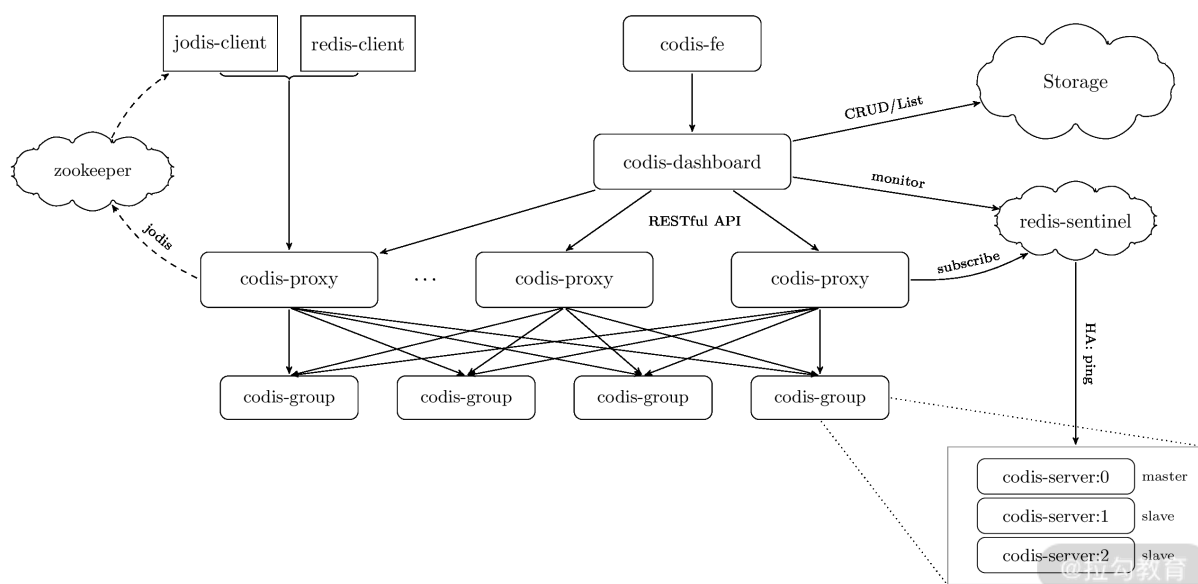 jodis-client
redis-client
codis-fe
Storage
CRUD/List
zookeeper
codis-dashboard
monitor
redis-sentinel
RESTful API
jodis
subscribe
codis-proxy
...
codis-proxy
codis-proxy
HA: ping
codis-group
codis-group
codis-group
codis-group
codis-server:0 master
codis-server:1 slave
codis-server:2 slave
@拉勾教育